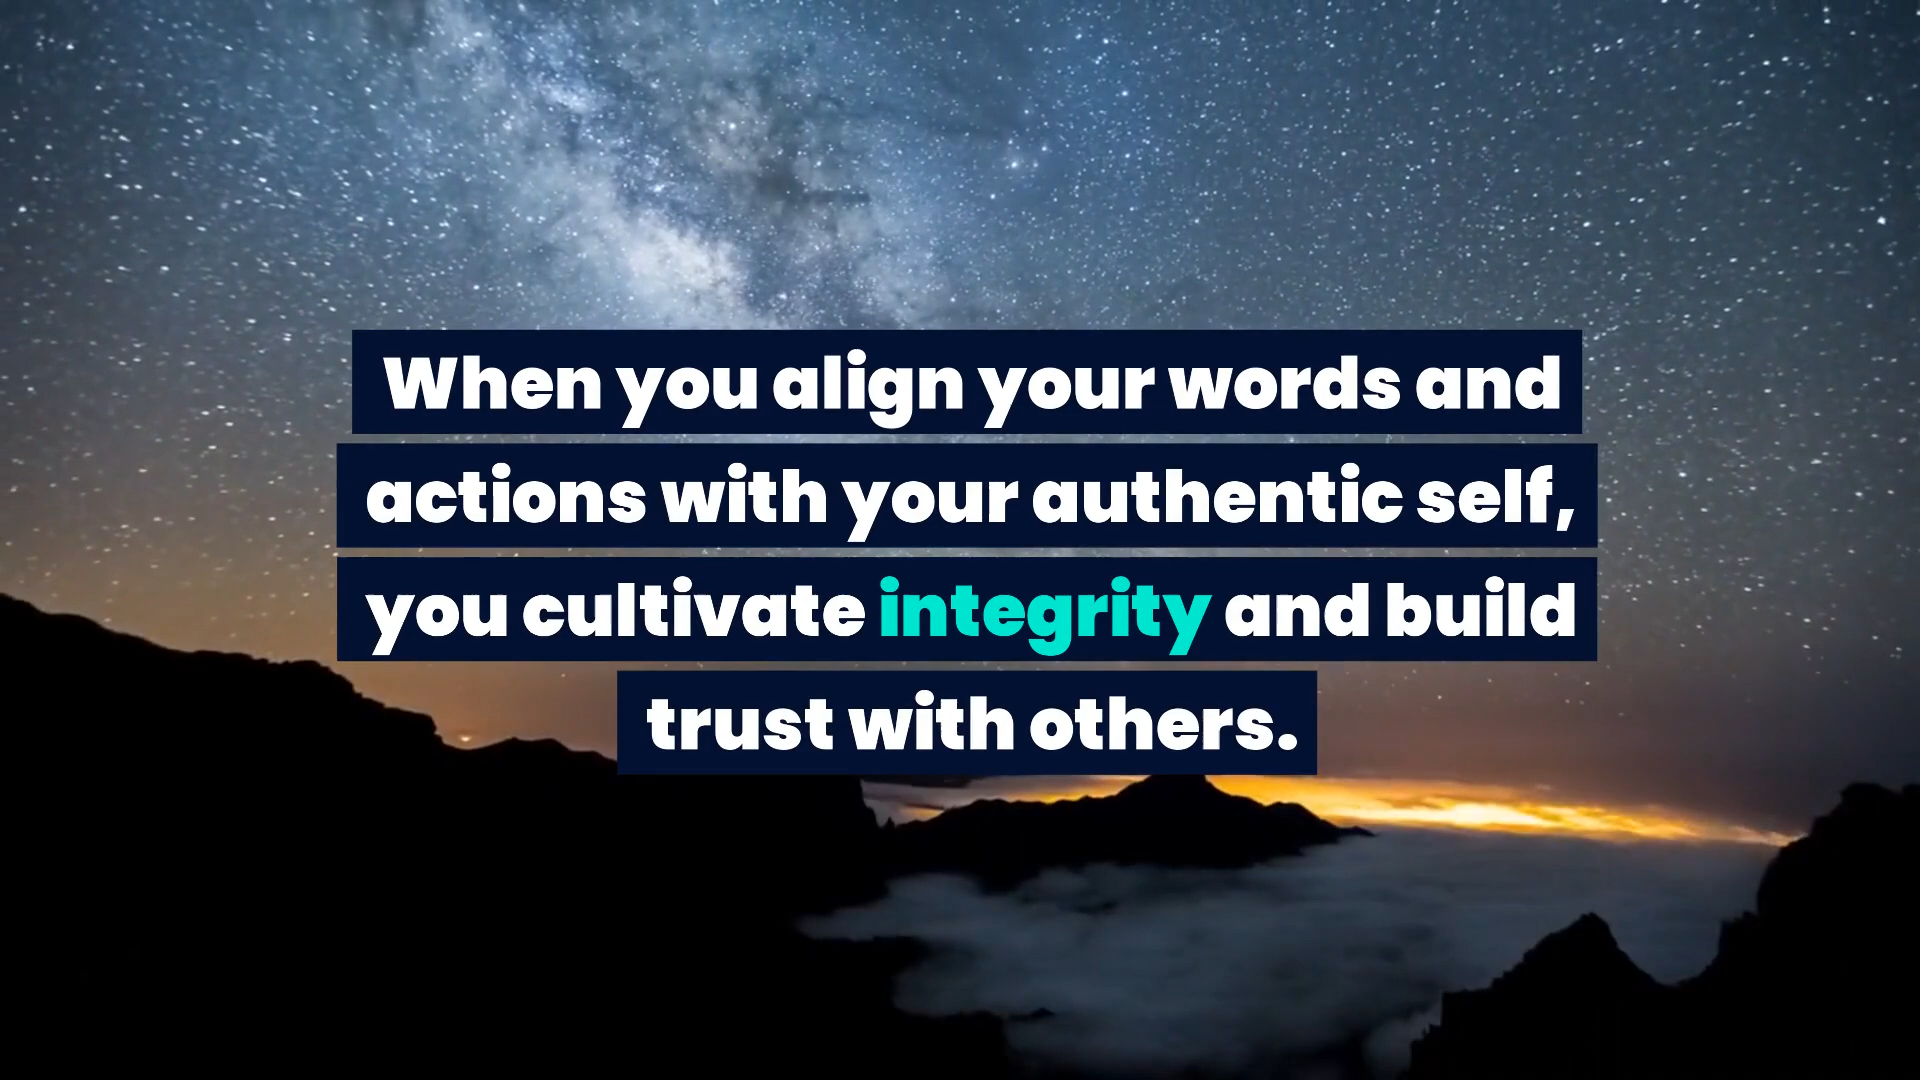 When you align your words and
actions with your authentic self,
you cultivate integrity and build
trust with others.